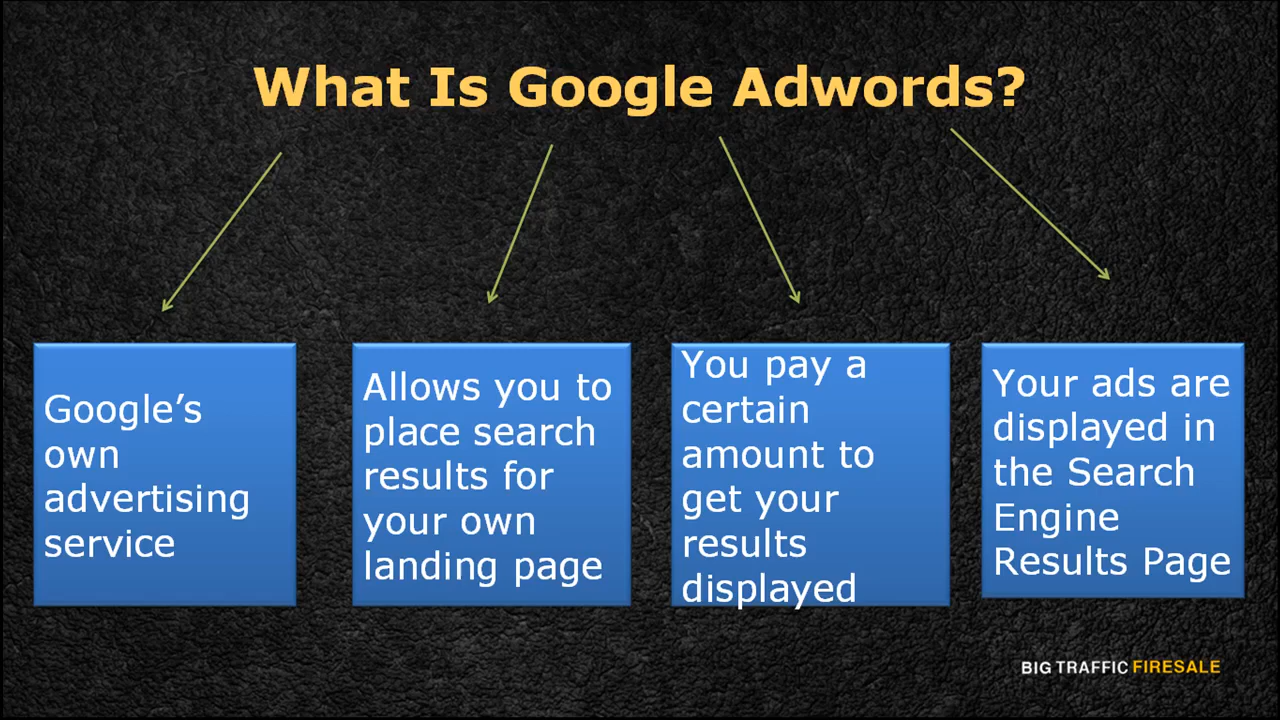 What Is Google Adwords?
Google’s
own
advertising
service
Allows you to
place search
results for
your own
landing page
You pay a
certain
amount to
get your
results
displayed
Your ads are
displayed in
the Search
Engine
Results Page
BIG TRAFFIC FIRESALE